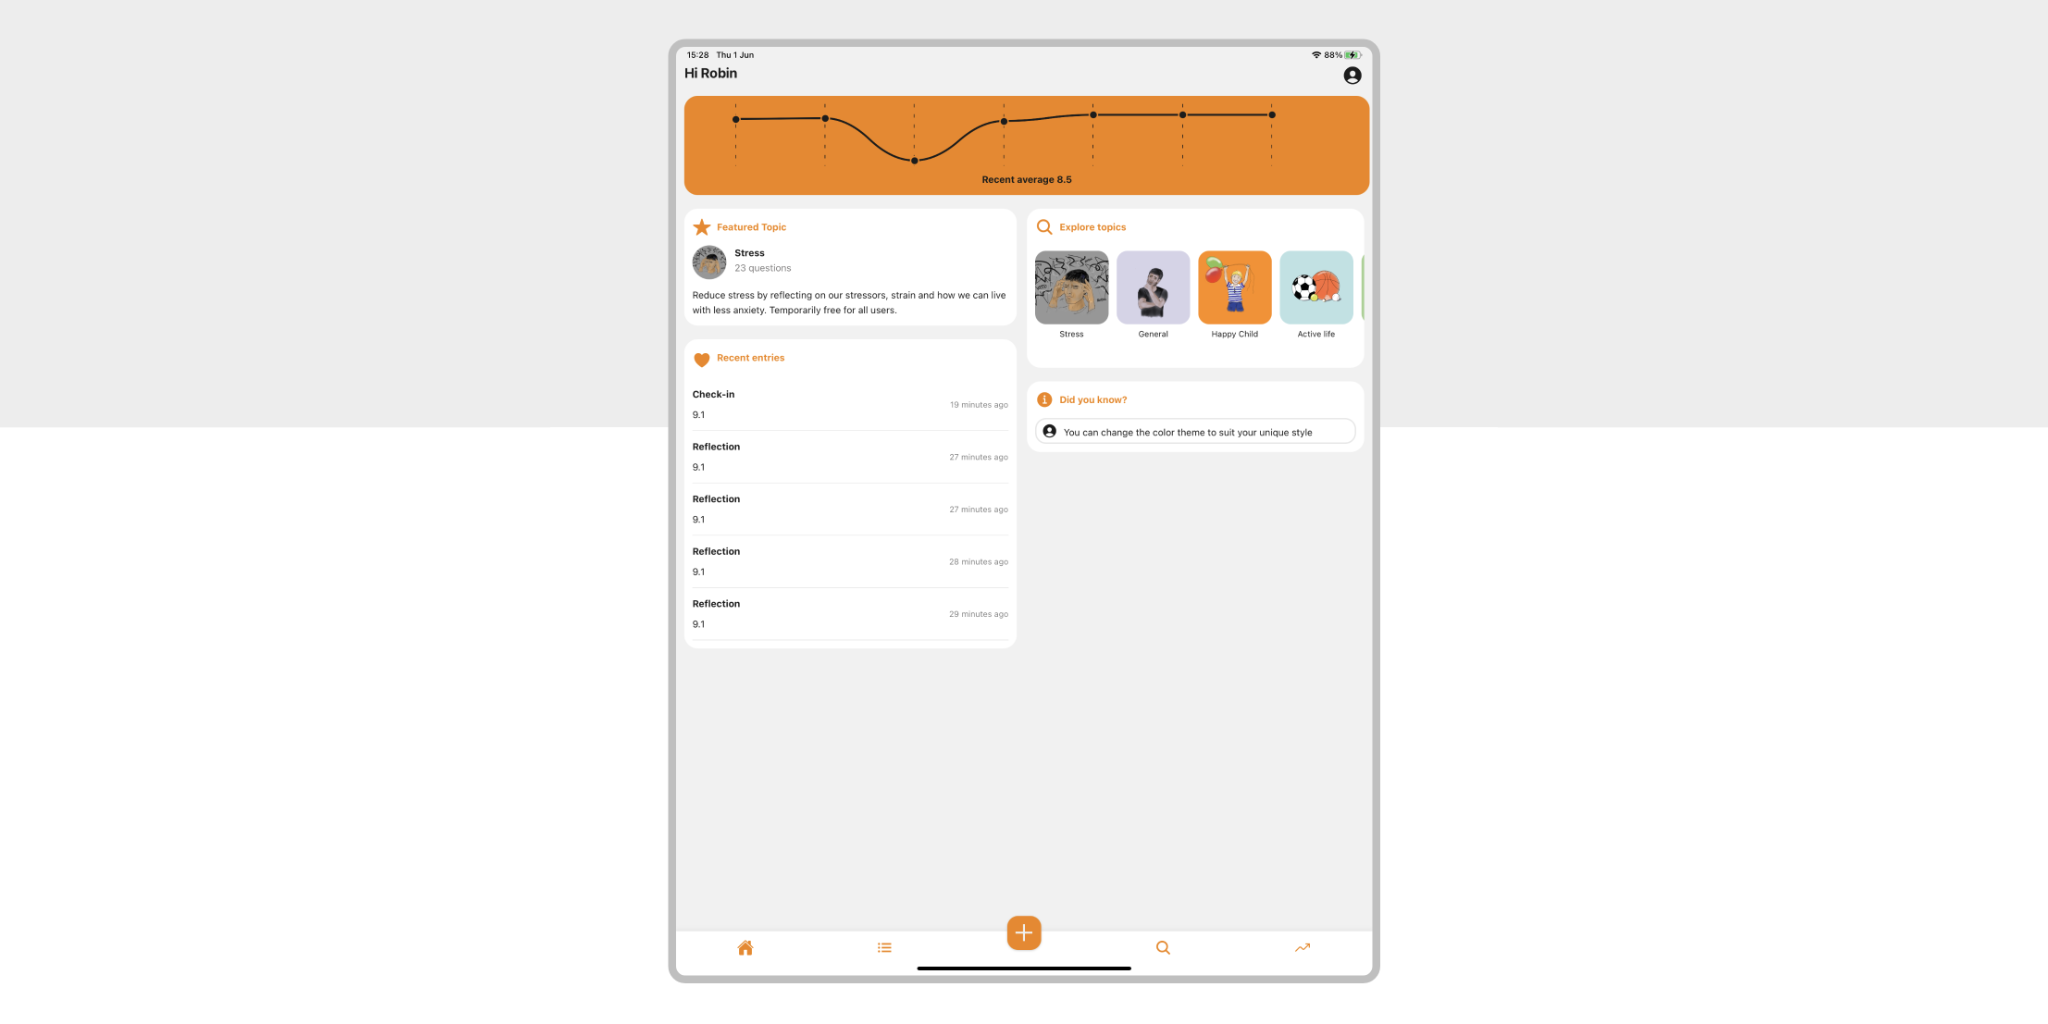 15:28 Thu 1 Jun
88%
Hi Robin
Recent average 8.5
Featured Topic
Stress
23 questions
Reduce stress by reflecting on our stressors, strain and how we can live
with less anxiety. Temporarily free for all users.
Recent entries
Check-in
19 minutes ago
9.1
Reflection
27 minutes ago
9.1
Reflection
27 minutes ago
9.1
Reflection
28 minutes ago
9.1
Reflection
29 minutes ago
9.1
Explore topics
Stress
General
Happy Child
Active life
Did you know?
You can change the color theme to suit your unique style